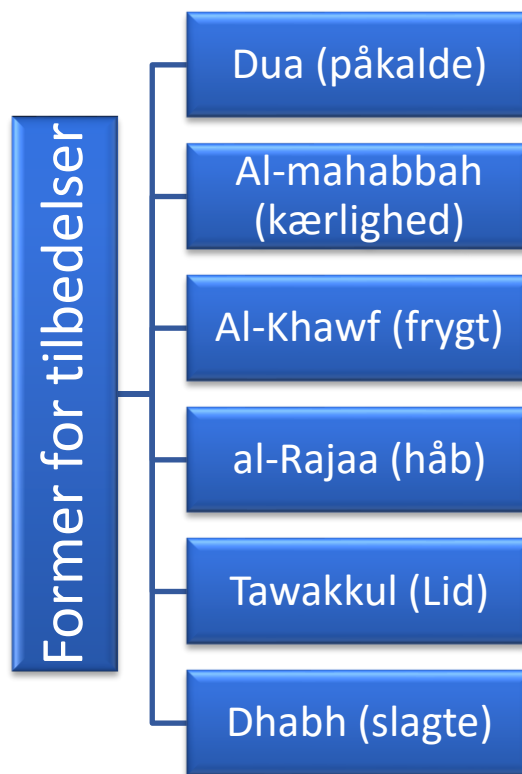 Former for tilbedelser
Dua (påkalde)
Al-mahabbah
(kærlighed)
Al-Khawf (frygt)
al-Rajaa (håb)
Tawakkul (Lid)
Dhabh (slagte)